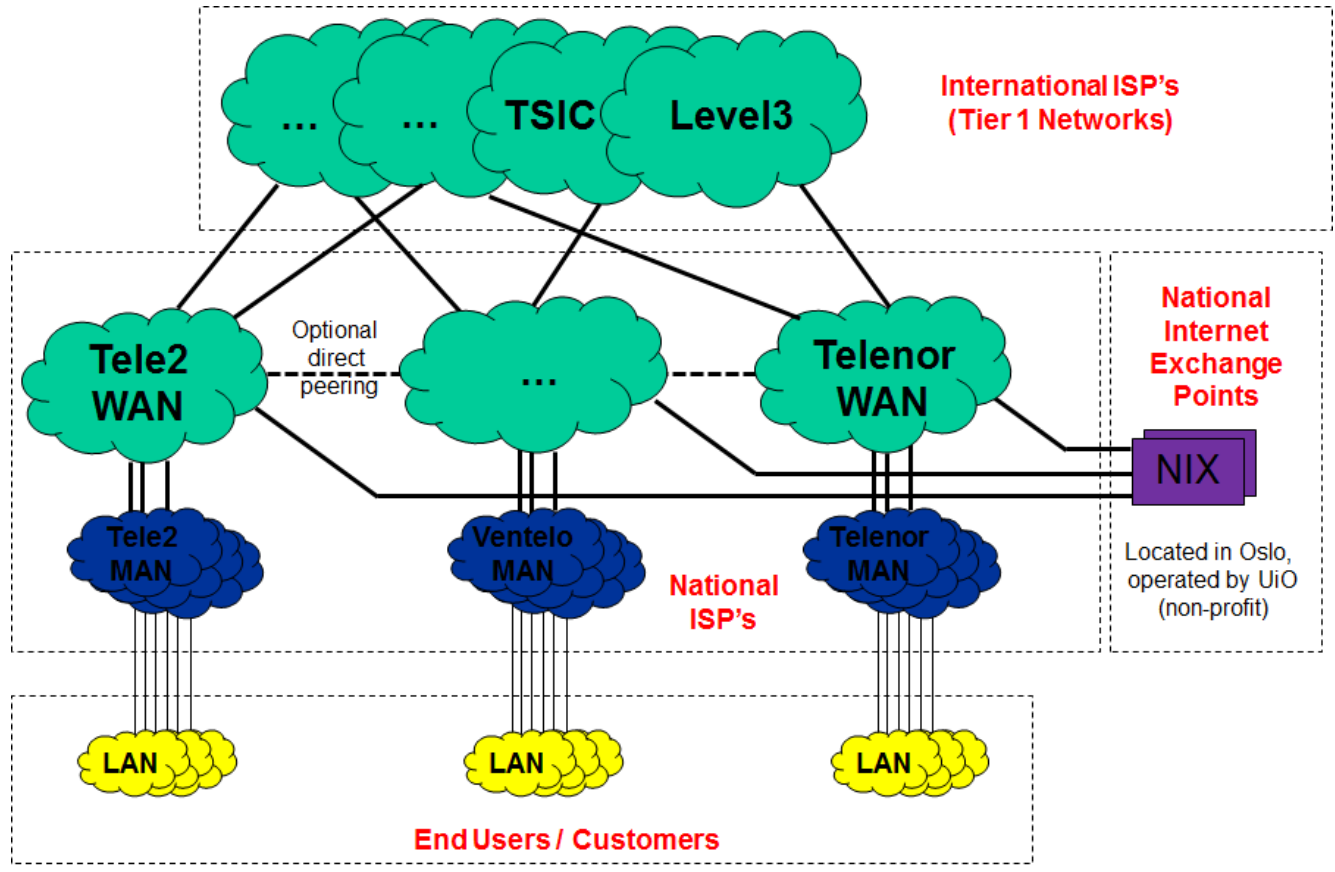 ...
...
TSIC
Level3
International ISP's
(Tier 1 Networks)
Tele2
WAN
Optional
direct
peering
...
Telenor
WAN
National
Internet
Exchange
Points
NIX
Located in Oslo,
operated by UiO
(non-profit)
Tele2
MAN
Ventelo
MAN
Telenor
MAN
National
ISP's
LAN
LAN
LAN
End Users / Customers